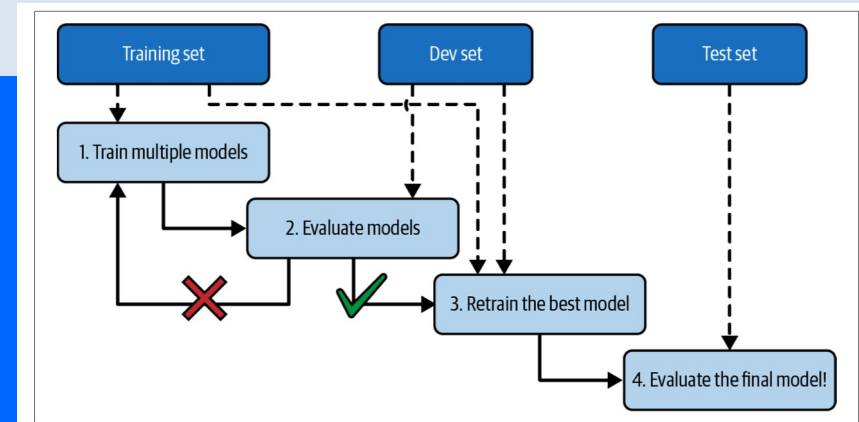 Training set
Dev set
Test set
1. Train multiple models
2. Evaluate models
3. Retrain the best model
4. Evaluate the final model!